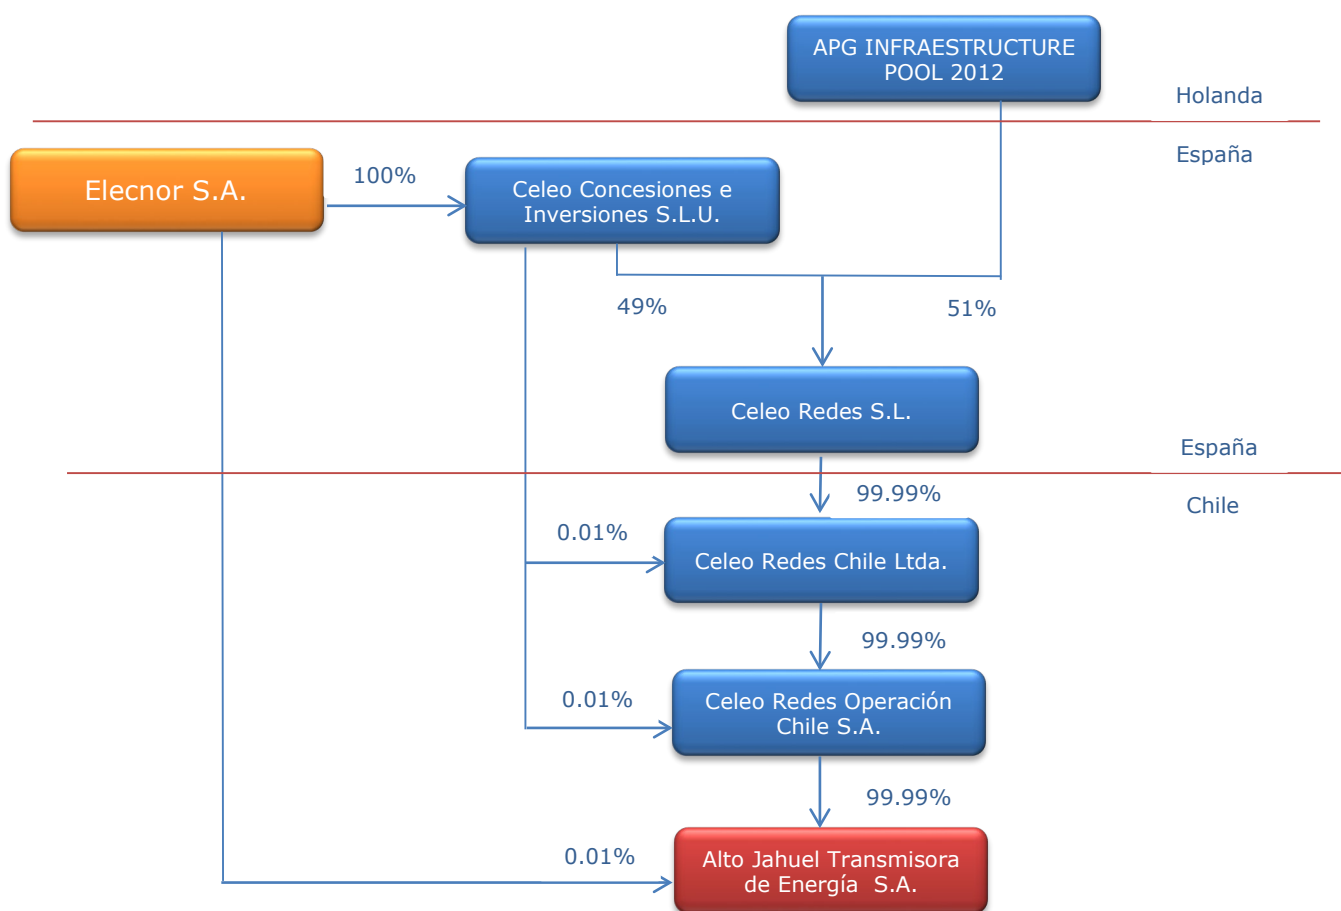 APG INFRAESTRUCTURE
POOL 2012
Holanda
España
Elecnor S.A.
100%
Celeo Concesiones e
Inversiones S.L.U.
49%
51%
Celeo Redes S.L.
España
99.99%
Chile
0.01%
Celeo Redes Chile Ltda.
99.99%
0.01%
Celeo Redes Operación
Chile S.A.
99.99%
0.01%
Alto Jahuel Transmisora
de Energía  S.A.